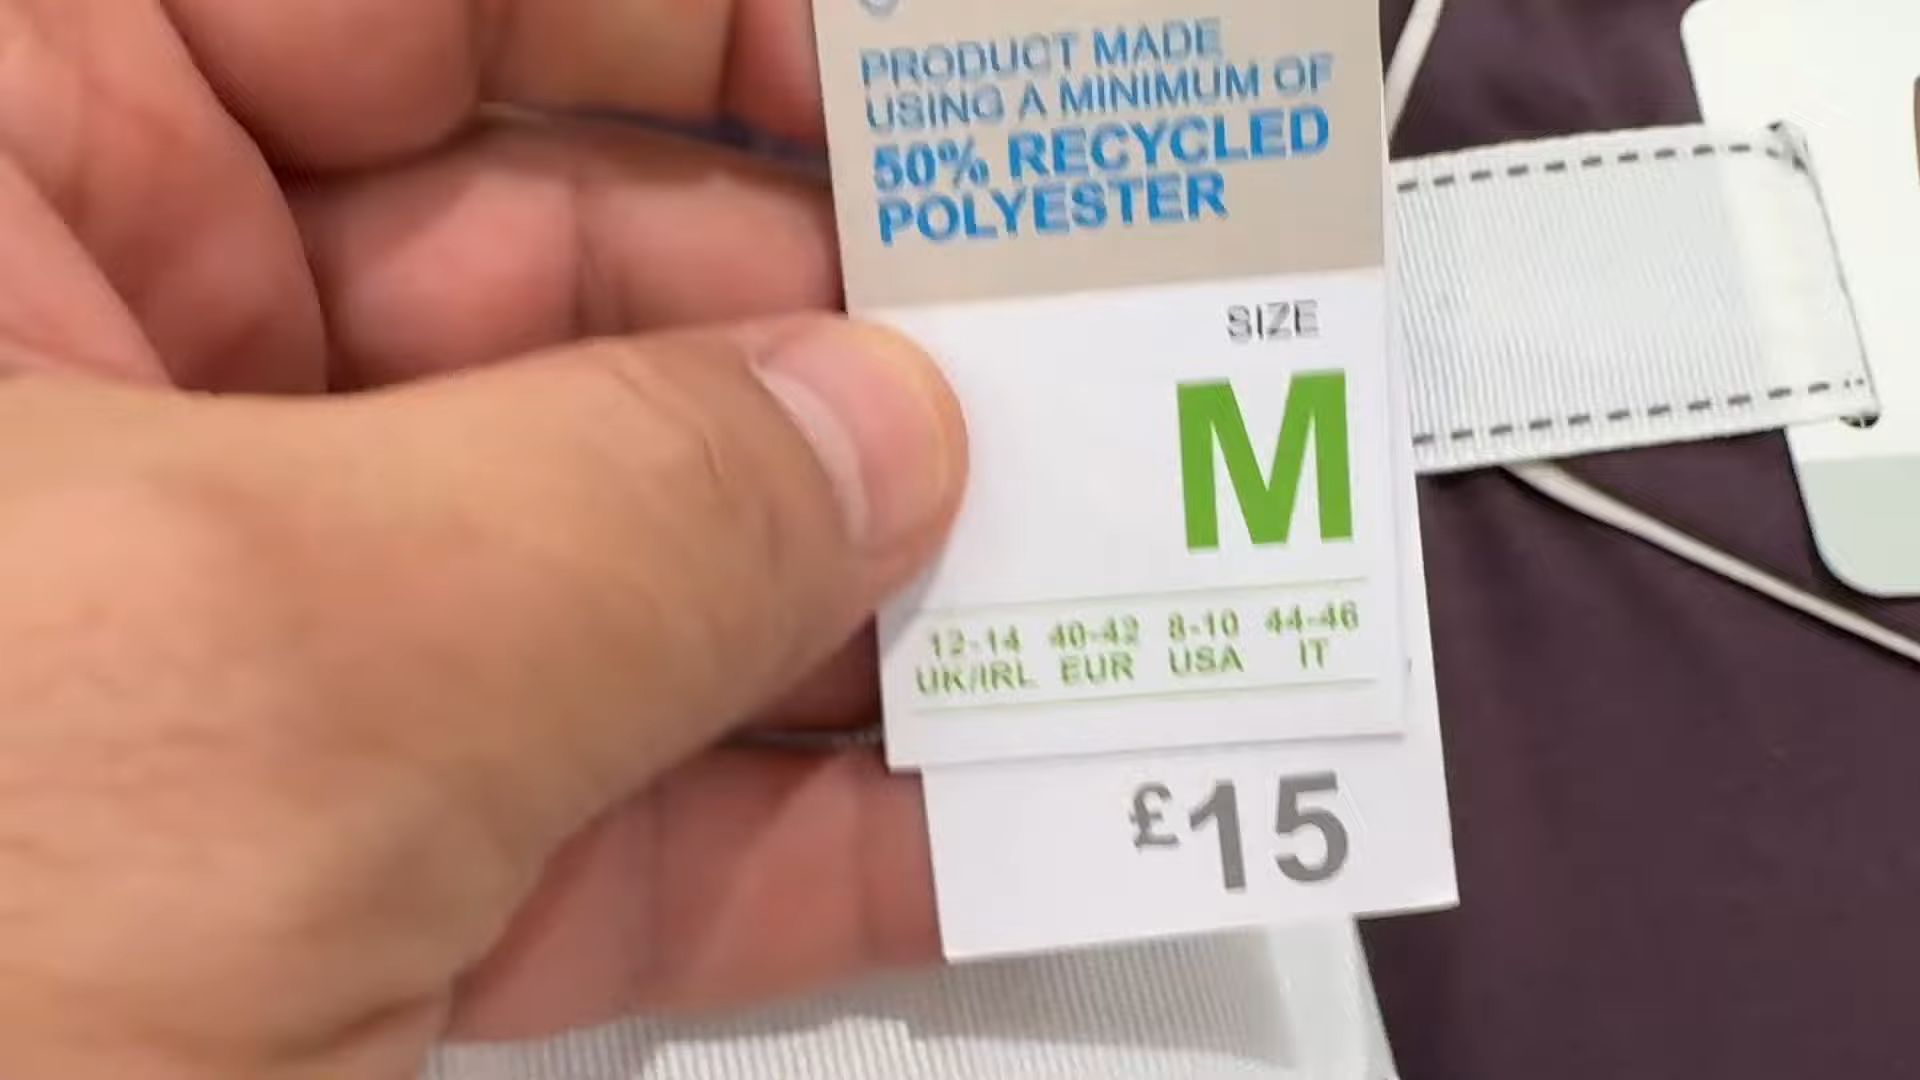 PRODUCT MADE
USING A MINIMUM OF
50% RECYCLED
POLYESTER
SIZE
M
12-14 40-42 8-10 44-46
UK/IRL EUR USA IT
£15